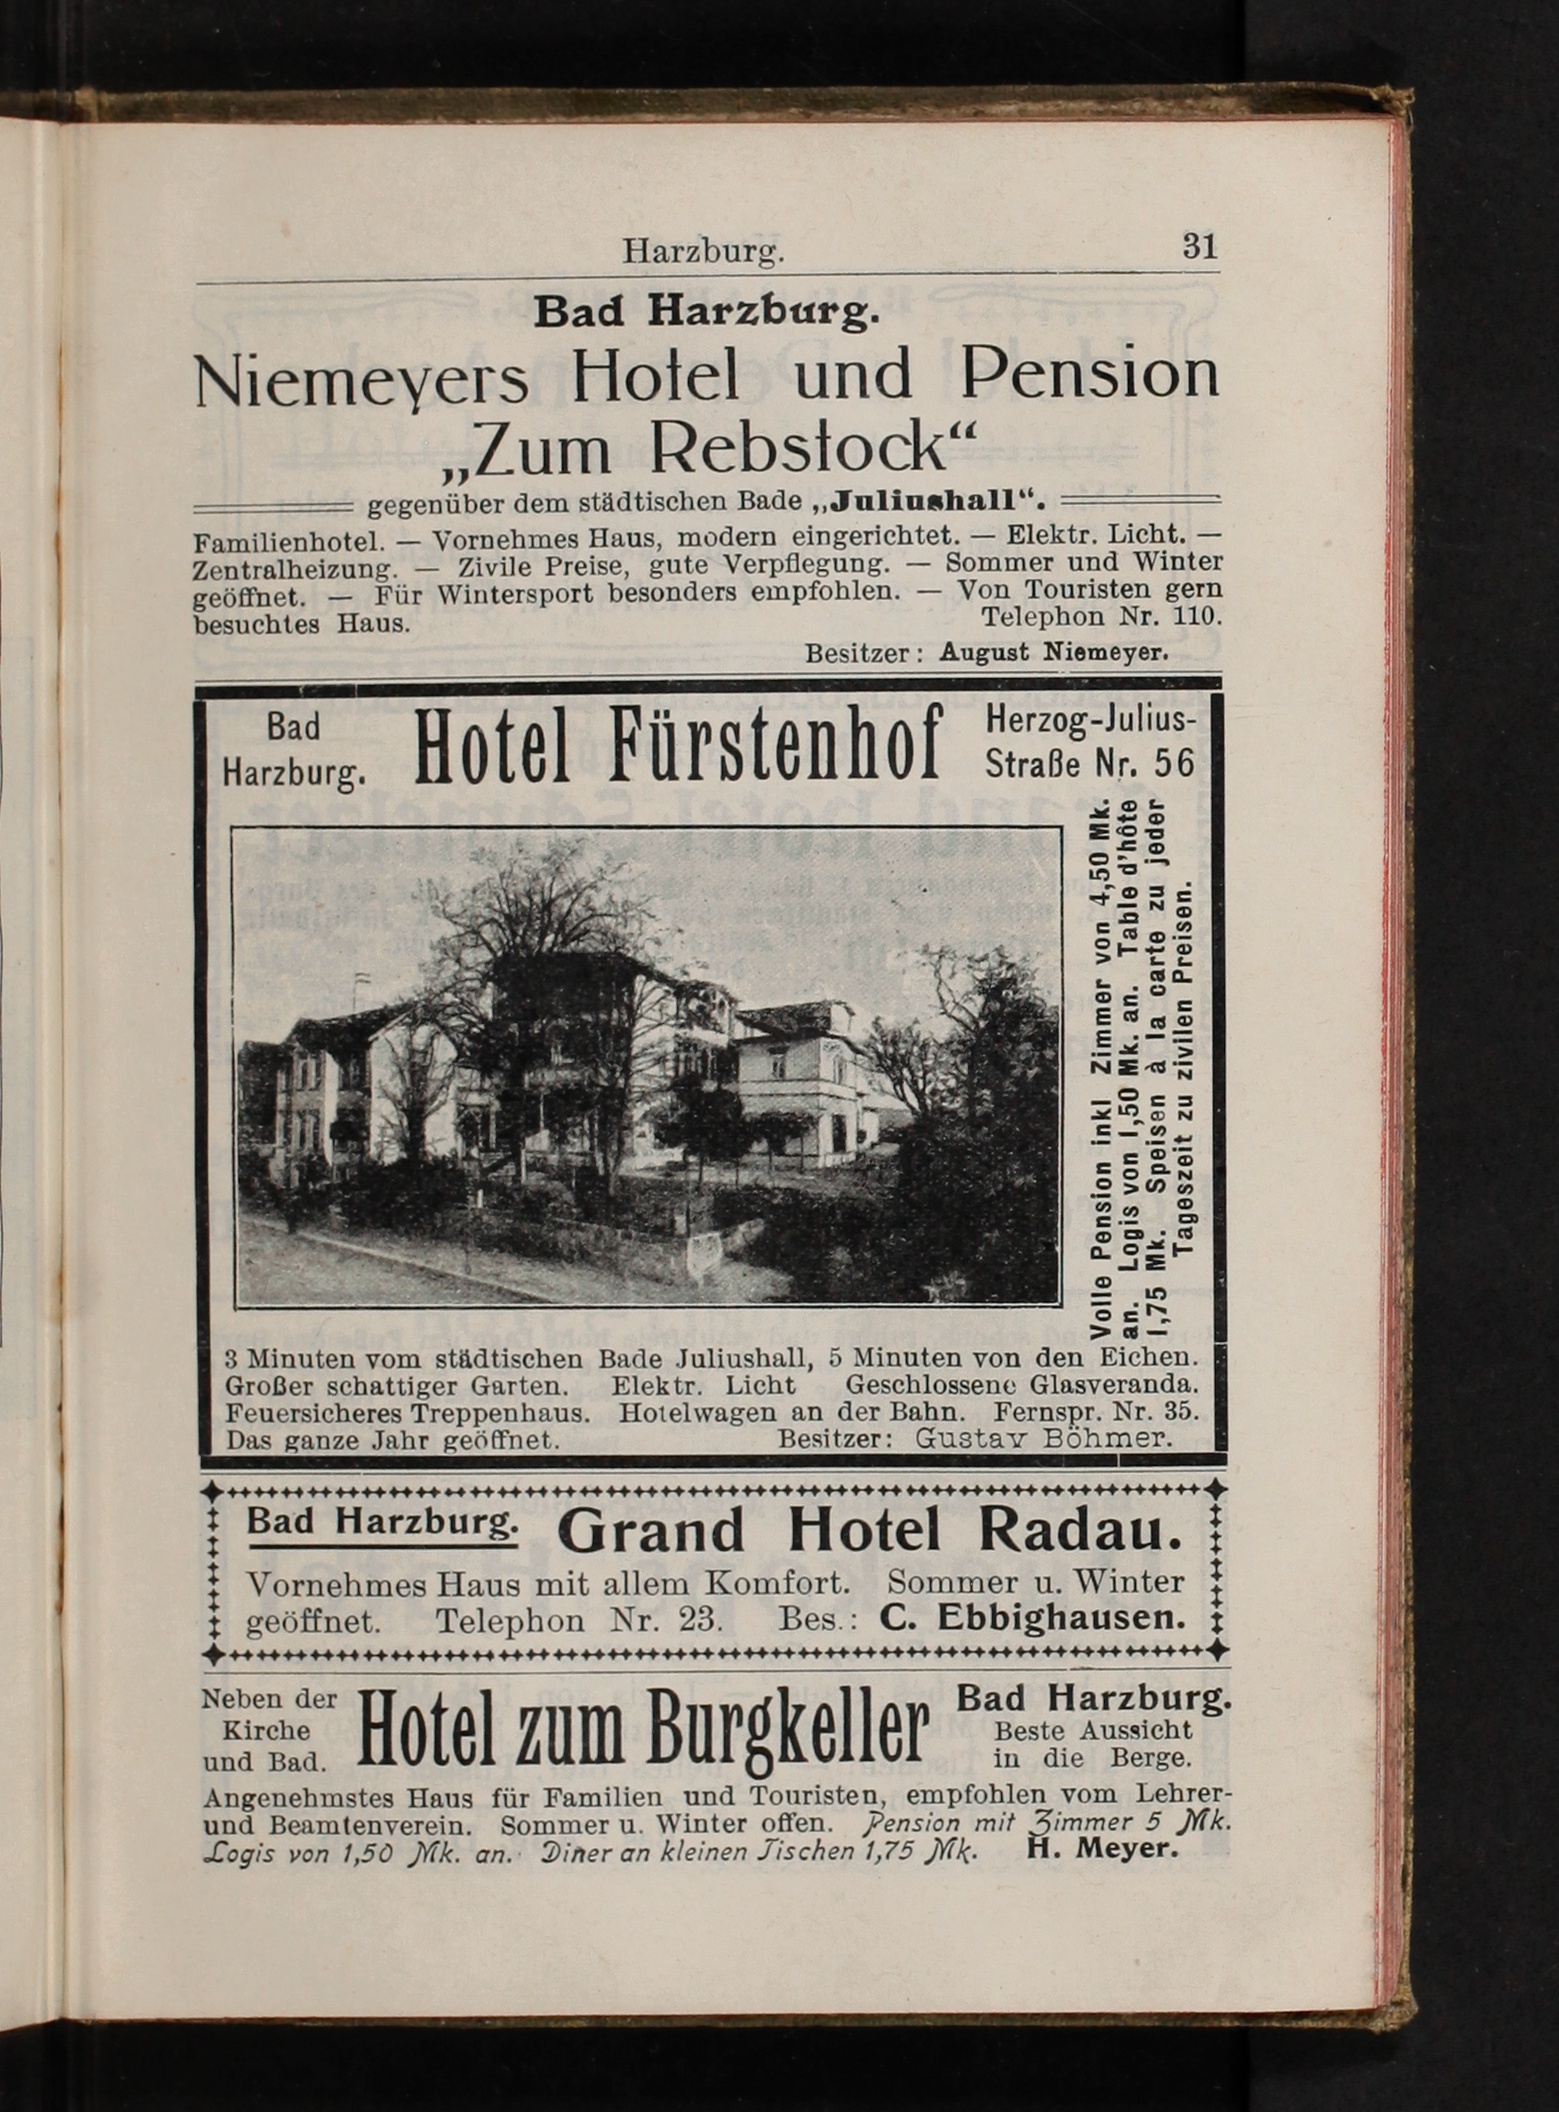 Harzburg. 31
Bad Harzburg.
Niemeyers Hotel und Pension
„Zum Rebstock“
gegenüber dem städtischen Bade „Juliushall“.
Familienhotel. — Vornehmes Haus, modern eingerichtet. — Elektr. Licht. —
Zentralheizung. — Zivile Preise, gute Verpflegung. — Sommer und Winter
geöffnet. — Für Wintersport besonders empfohlen. — Von Touristen gern
besuchtes Haus. Telephon Nr. 110.
Besitzer: August Niemeyer.
Bad
Harzburg.
Hotel Fürstenhof
Herzog-Julius-
Straße Nr. 56
Volle Pension inkl Zimmer von 4,50 Mk.
an. Logis von 1,50 Mk. an. Table d'hôte
1,75 Mk. Speisen à la carte zu jeder
Tageszeit zu zivilen Preisen.
3 Minuten vom städtischen Bade Juliushall, 5 Minuten von den Eichen.
Großer schattiger Garten. Elektr. Licht Geschlossene Glasveranda.
Feuersicheres Treppenhaus. Hotelwagen an der Bahn. Fernspr. Nr. 35.
Das ganze Jahr geöffnet. Besitzer: Gustav Böhmer.
Bad Harzburg. Grand Hotel Radau.
Vornehmes Haus mit allem Komfort. Sommer u. Winter
geöffnet. Telephon Nr. 23. Bes.: C. Ebbighausen.
Neben der
Kirche
und Bad.
Hotel zum Burgkeller
Bad Harzburg.
Beste Aussicht
in die Berge.
Angenehmstes Haus für Familien und Touristen, empfohlen vom Lehrer-
und Beamtenverein. Sommer u. Winter offen. Pension mit Zimmer 5 Mk.
Logis von 1,50 Mk. an. Diner an kleinen Tischen 1,75 Mk. H. Meyer.